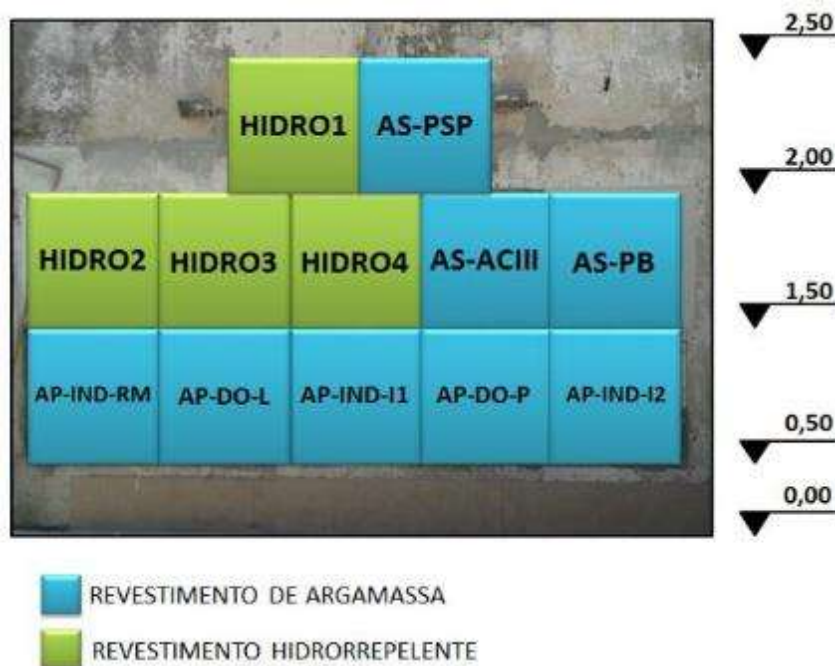 2,50
HIDRO1 AS-PSP
2,00
HIDRO2 HIDRO3 HIDRO4 AS-ACIII AS-PB
1,50
AP-IND-RM AP-DO-L AP-IND-I1 AP-DO-P AP-IND-I2
0,50
0,00
REVESTIMENTO DE ARGAMASSA
REVESTIMENTO HIDRORREPELENTE